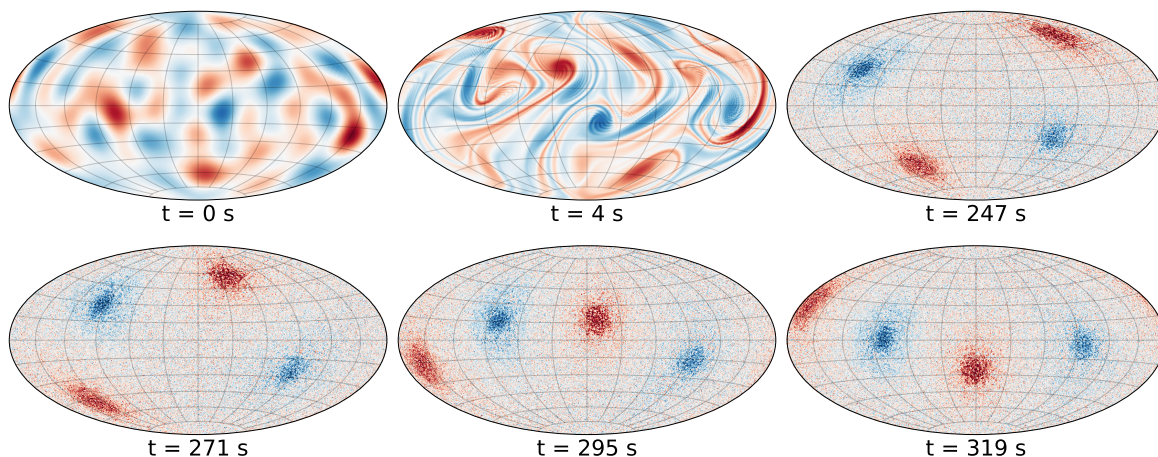 t = 0 s
t = 4 s
t = 247 s
t = 271 s
t = 295 s
t = 319 s